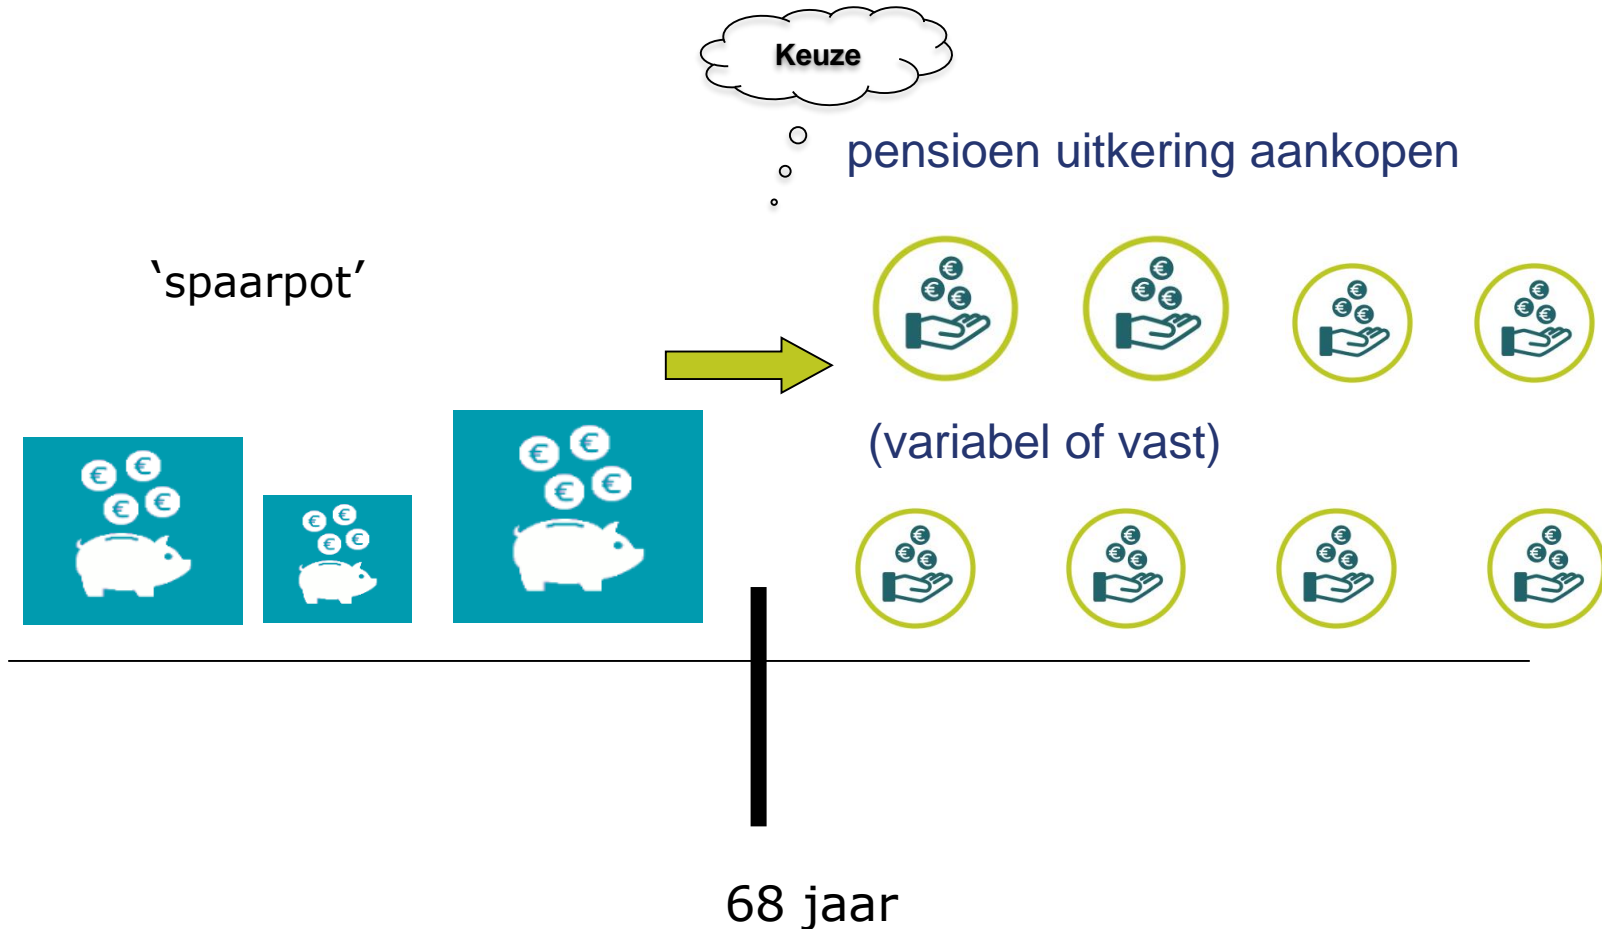 Keuze
pensioen uitkering aankopen
‘spaarpot’
(variabel of vast)
68 jaar